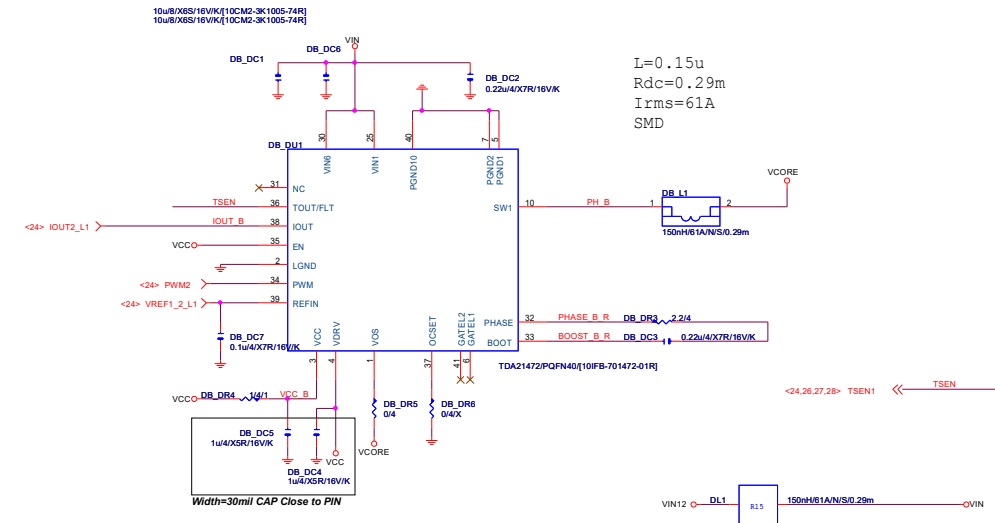 10u/8/X6S/16V/K/[10CM2-3K1005-74R]
10u/8/X6S/16V/K/[10CM2-3K1005-74R]
VIN
DB_DC1
DB_DC6
DB_DC2
0.22u/4/X7R/16V/K
L=0.15u
Rdc=0.29m
Irms=61A
SMD
DB_DU1
30
25
40
7
5
VIN6
VIN1
PGND10
PGND2
PGND1
31
NC
TSEN
36
TOUT/FLT
<24> IOUT2_L1
IOUT_B
38
IOUT
VCC
35
EN
2
LGND
<24> PWM2
34
PWM
<24> VREF1_2_L1
39
REFIN
SW1
10
PH_B
1
DB_L1
2
150nH/61A/N/S/0.29m
VCORE
DB_DC7
0.1u/4/X7R/16V/K
VCC
VDRV
VOS
OCSET
GATEL2
GATEL1
3
4
1
37
41
6
PHASE
32
PHASE_B_R
DB_DR3
2.2/4
BOOT
33
BOOST_B_R
DB_DC3
0.22u/4/X7R/16V/K
TDA21472/PQFN40/[10IFB-701472-01R]
VCC
DB_DR4
1/4/1
VCC_B
DB_DR5
0/4
VCORE
DB_DR6
0/4/X
<24,26,27,28> TSEN1
TSEN
DB_DC5
1u/4/X5R/16V/K
VCC
DB_DC4
1u/4/X5R/16V/K
Width=30mil CAP Close to PIN
VIN12
DL1
R15
150nH/61A/N/S/0.29m
VIN